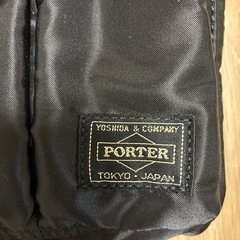 YOSHIDA & COMPANY
PORTER
TOKYO - JAPAN